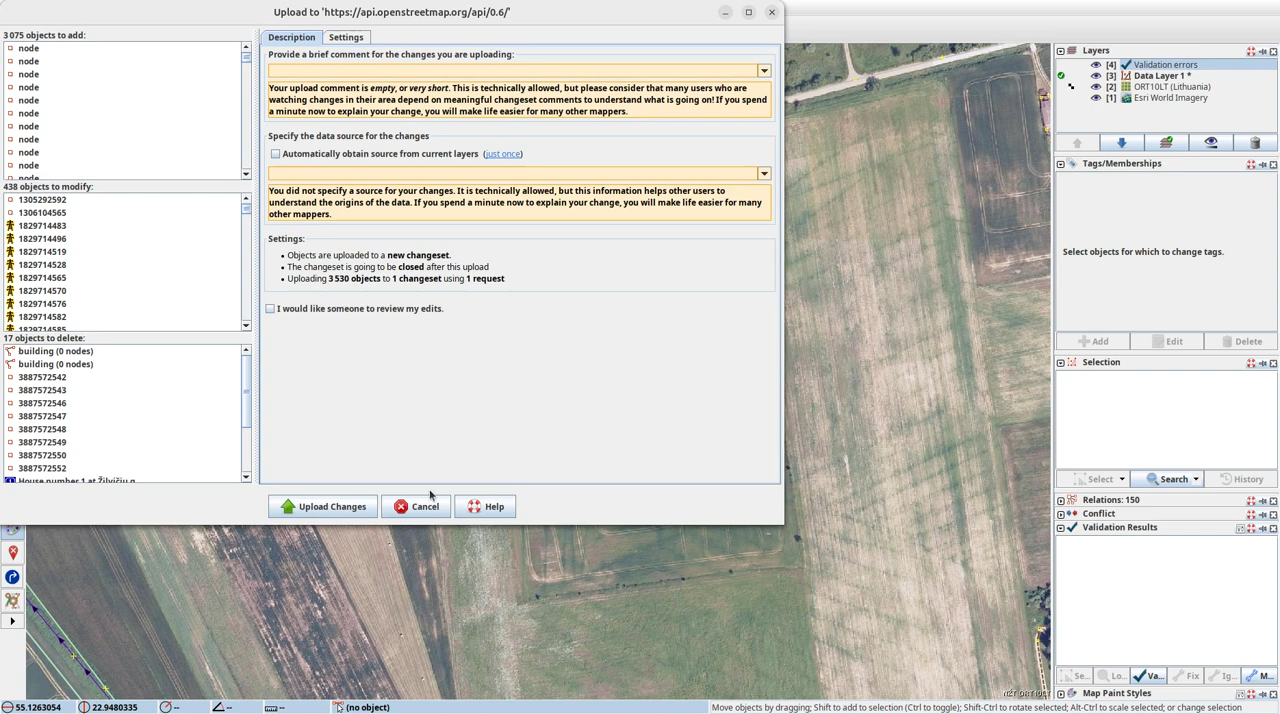 Upload to 'https://api.openstreetmap.org/api/0.6/'
3 075 objects to add:
node
node
node
node
node
node
node
node
node
node
node
438 objects to modify:
1305292592
1306104565
1829714483
1829714496
1829714519
1829714528
1829714565
1829714570
1829714576
1829714582
1829714585
17 objects to delete:
building (0 nodes)
building (0 nodes)
3887572542
3887572543
3887572546
3887572547
3887572548
3887572549
3887572550
3887572552
House number 1 at Žilvičių g.
Description
Settings
Provide a brief comment for the changes you are uploading:
Your upload comment is empty, or very short. This is technically allowed, but please consider that many users who are
watching changes in their area depend on meaningful changeset comments to understand what is going on! If you spend
a minute now to explain your change, you will make life easier for many other mappers.
Specify the data source for the changes
Automatically obtain source from current layers (just once)
You did not specify a source for your changes. It is technically allowed, but this information helps other users to
understand the origins of the data. If you spend a minute now to explain your change, you will make life easier for many
other mappers.
Settings:
• Objects are uploaded to a new changeset.
• The changeset is going to be closed after this upload
• Uploading 3 530 objects to 1 changeset using 1 request
I would like someone to review my edits.
Upload Changes
Cancel
Help
Layers
[4] Validation errors
[3] Data Layer 1 *
[2] ORT10LT (Lithuania)
[1] Esri World Imagery
Tags/Memberships
Select objects for which to change tags.
Add
Edit
Delete
Selection
Select
Search
History
Relations: 150
Conflict
Validation Results
Se...
Lo...
Va...
Fix
Ig...
M...
Map Paint Styles
55.1263054
22.9480335
--
--
--
(no object)
Move objects by dragging; Shift to add to selection (Ctrl to toggle); Shift-Ctrl to rotate selected; Alt-Ctrl to scale selected; or change selection